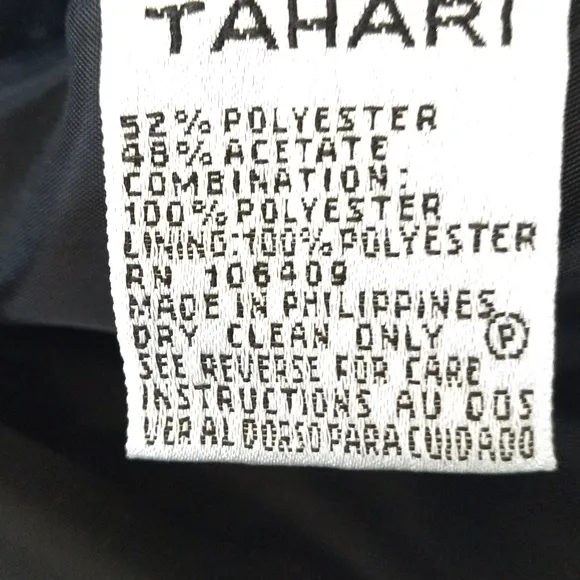 TAHARI
52% POLYESTER
48% ACETATE
COMBINATION:
100% POLYESTER
LINING:100% POLYESTER
RN 106409
MADE IN PHILIPPINES
DRY CLEAN ONLY P
SEE REVERSE FOR CARE
INSTRUCTIONS AU DOS
VER AL DORSO PARA CUIDADO